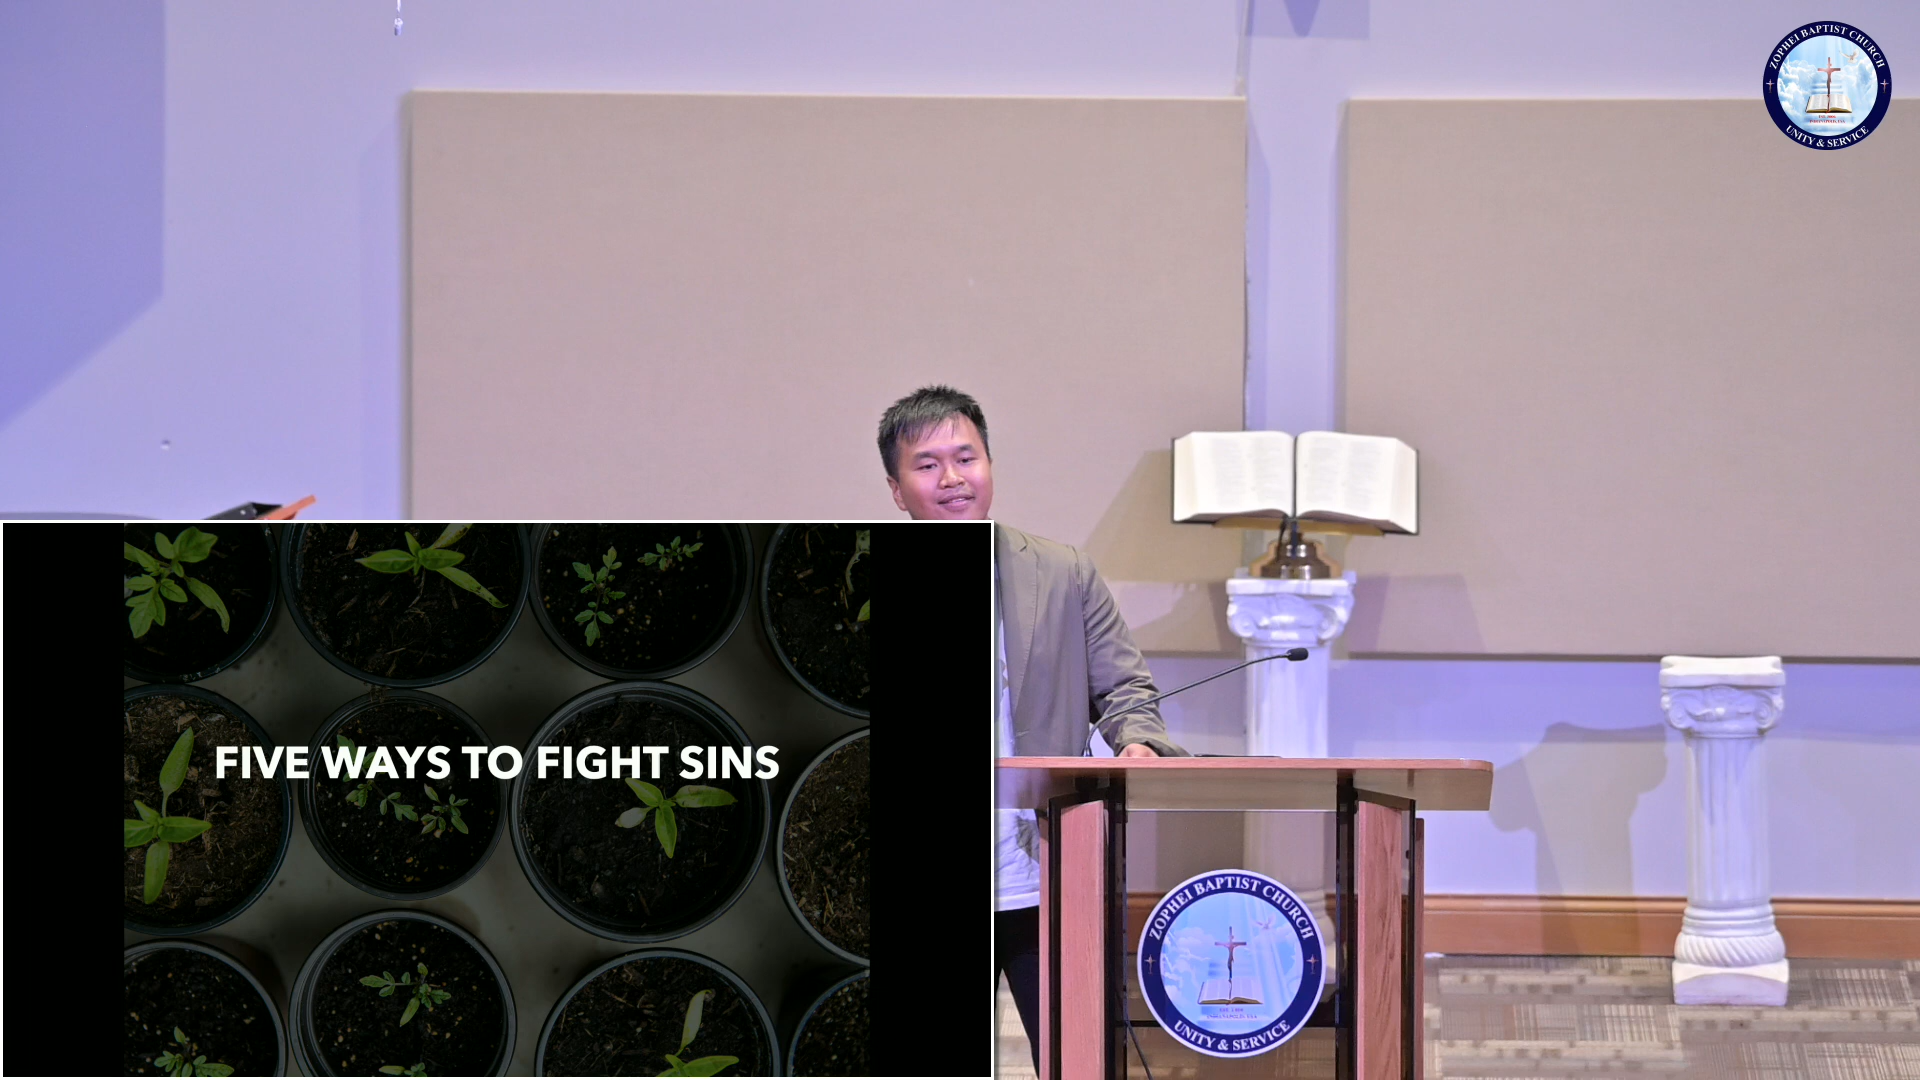 ZOPHEI BAPTIST CHURCH
UNITY & SERVICE
FIVE WAYS TO FIGHT SINS
ZOPHEI BAPTIST CHURCH
UNITY & SERVICE